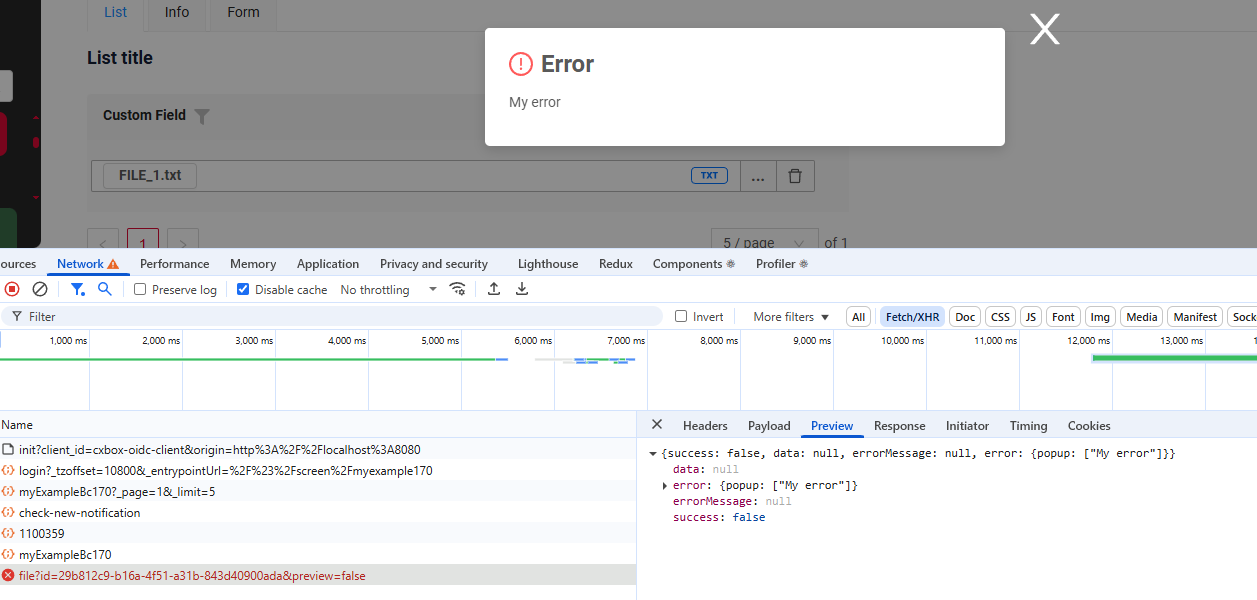 List Info Form
List title
Error
My error
Custom Field
FILE_1.txt TXT ...
1 5 / page of 1
ources Network Performance Memory Application Privacy and security Lighthouse Redux Components Profiler
Preserve log Disable cache No throttling
Filter Invert More filters All Fetch/XHR Doc CSS JS Font Img Media Manifest Sock
1,000 ms 2,000 ms 3,000 ms 4,000 ms 5,000 ms 6,000 ms 7,000 ms 8,000 ms 9,000 ms 10,000 ms 11,000 ms 12,000 ms 13,000 ms 1
Name
Headers Payload Preview Response Initiator Timing Cookies
init?client_id=cxbox-oidc-client&origin=http%3A%2F%2Flocalhost%3A8080
login?_tzoffset=10800&_entrypointUrl=%2F%23%2Fscreen%2Fmyexample170
myExampleBc170?_page=1&_limit=5
check-new-notification
1100359
myExampleBc170
file?id=29b812c9-b16a-4f51-a31b-843d40900ada&preview=false
{success: false, data: null, errorMessage: null, error: {popup: ["My error"]}}
data: null
error: {popup: ["My error"]}
errorMessage: null
success: false